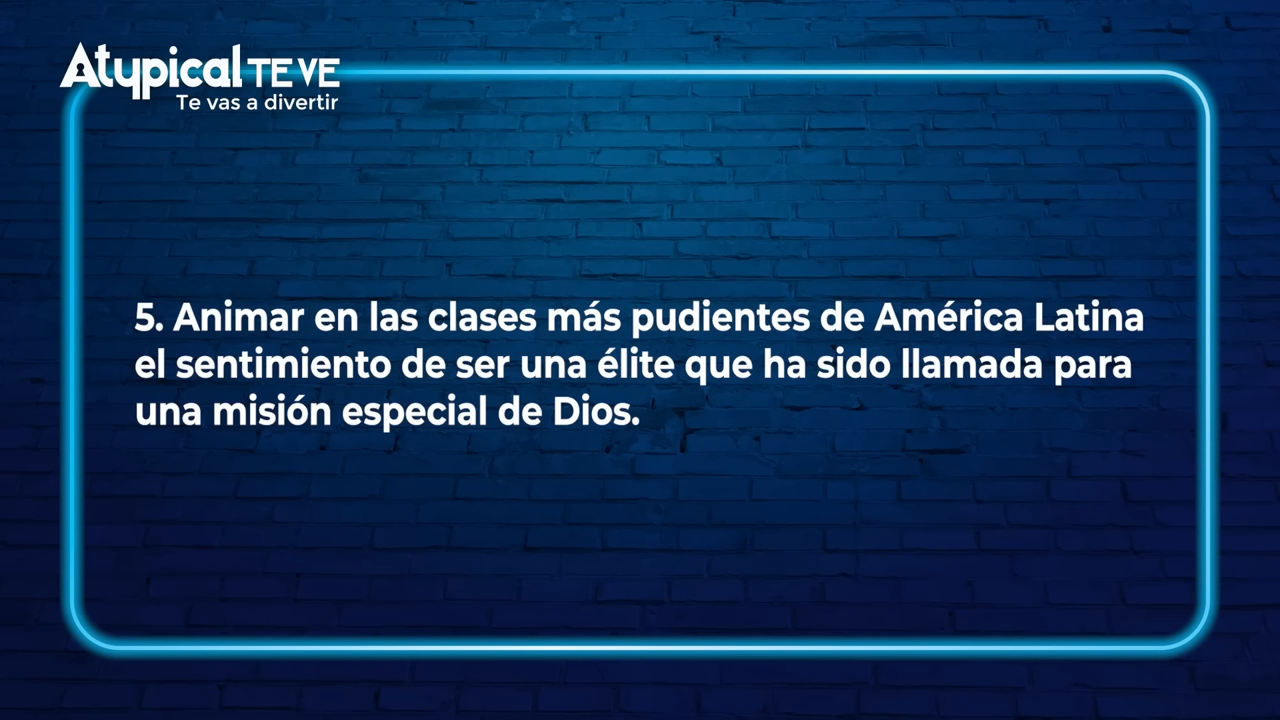 Atypical TE VE
Te vas a divertir
5. Animar en las clases más pudientes de América Latina
el sentimiento de ser una élite que ha sido llamada para
una misión especial de Dios.